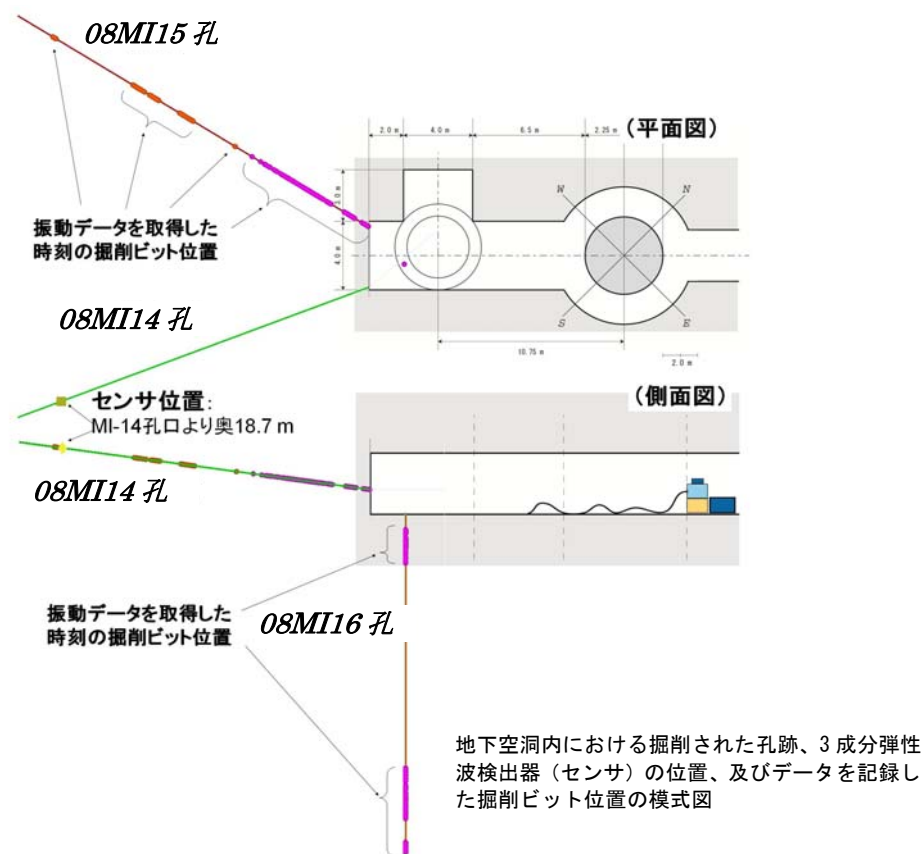 08MI15 孔
(平面図)
2.0 m
4.0 m
6.5 m
2.25 m
3.0 m
4.0 m
W
N
S
E
10.75 m
2.0 m
振動データを取得した
時刻の掘削ビット位置
08MI14 孔
センサ位置:
MI-14孔口より奥18.7 m
(側面図)
08MI14 孔
振動データを取得した
時刻の掘削ビット位置
08MI16 孔
地下空洞内における掘削された孔跡、3 成分弾性
波検出器（センサ）の位置、及びデータを記録し
た掘削ビット位置の模式図